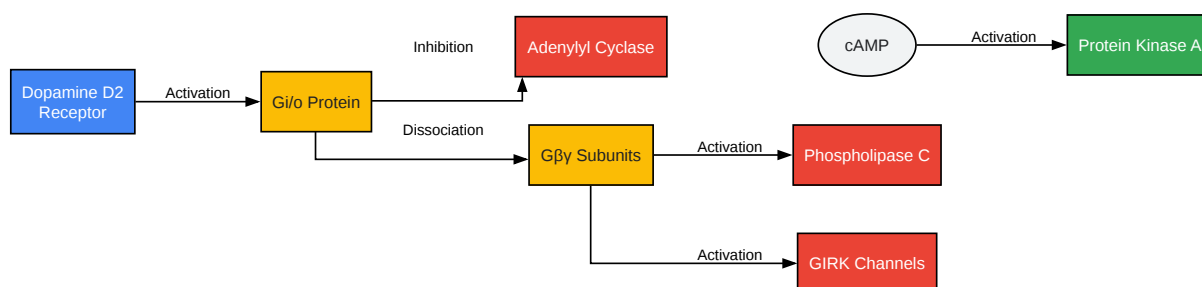 Inhibition
Adenylyl Cyclase
cAMP
Activation
Protein Kinase A
Dopamine D2
Receptor
Activation
Gi/o Protein
Dissociation
Gβγ Subunits
Activation
Phospholipase C
Activation
GIRK Channels